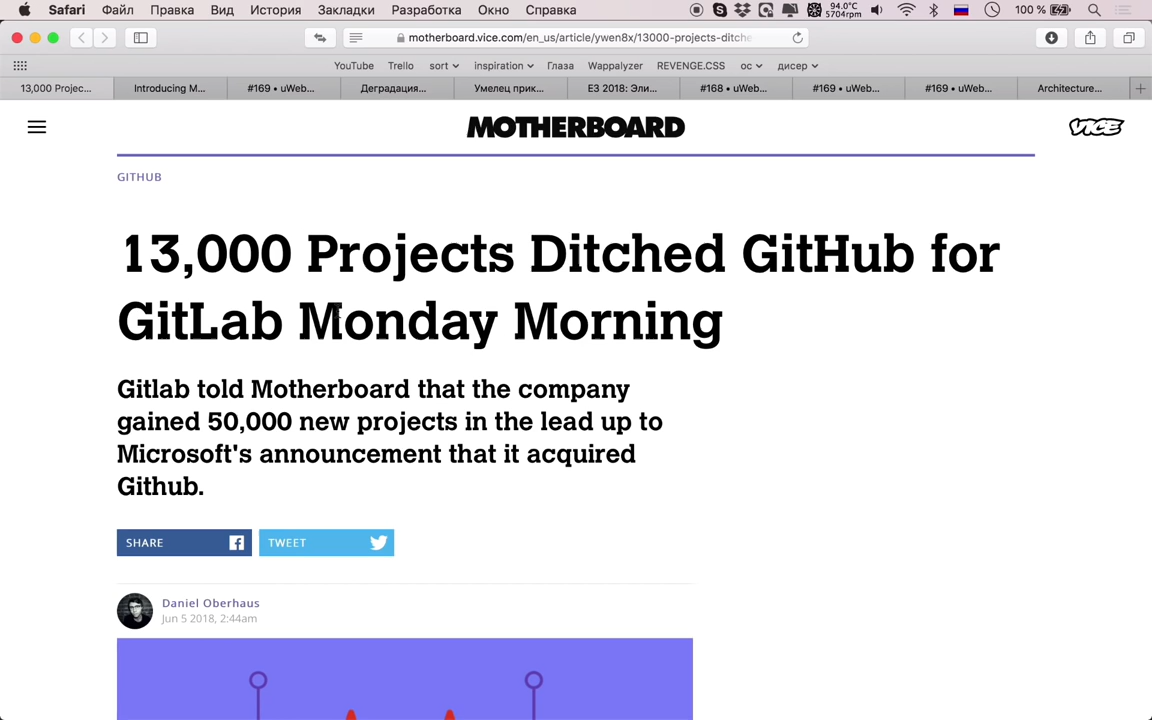 Safari Файл Правка Вид История Закладки Разработка Окно Справка 94.0°C 5704rpm 100 %
motherboard.vice.com/en_us/article/ywen8x/13000-projects-ditche
YouTube Trello sort inspiration Глаза Wappalyzer REVENGE.CSS ос дисер
13,000 Projec... Introducing M... #169 • uWeb... Деградация... Умелец прик... E3 2018: Эли... #168 • uWeb... #169 • uWeb... #169 • uWeb... Architecture...
MOTHERBOARD VICE
GITHUB
13,000 Projects Ditched GitHub for
GitLab Monday Morning
Gitlab told Motherboard that the company
gained 50,000 new projects in the lead up to
Microsoft's announcement that it acquired
Github.
SHARE TWEET
Daniel Oberhaus
Jun 5 2018, 2:44am